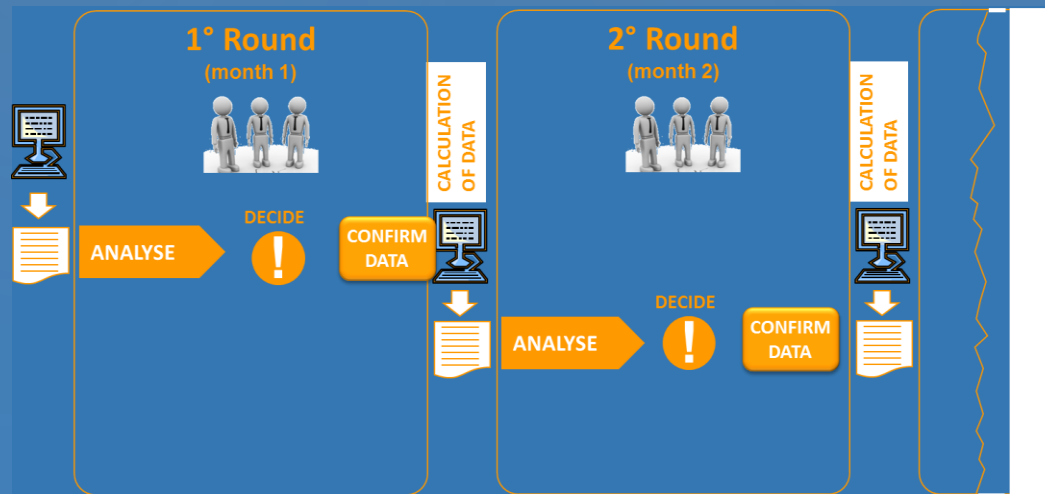 1° Round
(month 1)
ANALYSE
DECIDE
!
CONFIRM
DATA
CALCULATION
OF DATA
2° Round
(month 2)
ANALYSE
DECIDE
!
CONFIRM
DATA
CALCULATION
OF DATA